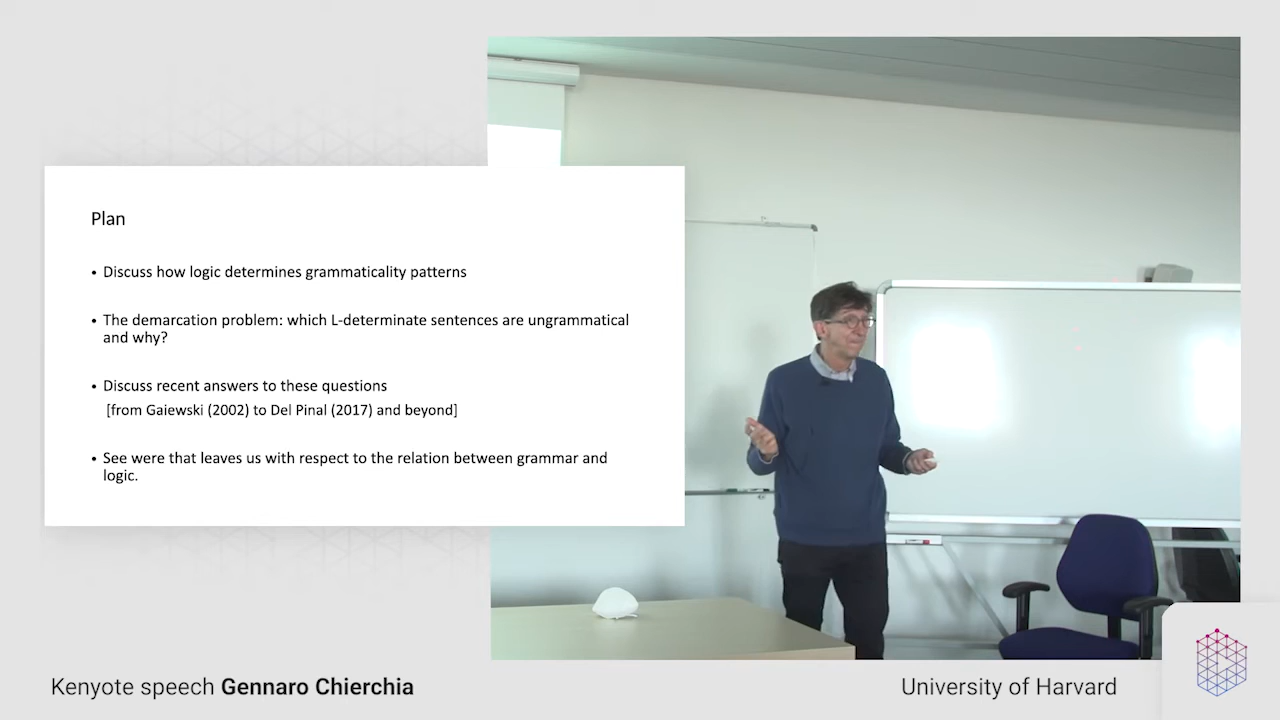 Plan
• Discuss how logic determines grammaticality patterns
• The demarcation problem: which L-determinate sentences are ungrammatical
and why?
• Discuss recent answers to these questions
[from Gaiewski (2002) to Del Pinal (2017) and beyond]
• See were that leaves us with respect to the relation between grammar and
logic.
Kenyote speech Gennaro Chierchia
University of Harvard